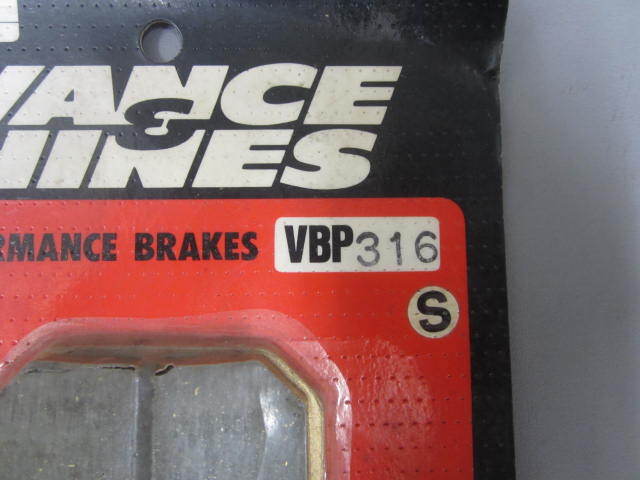 VANCE
&
HINES
RMANCE BRAKES VBP316
S